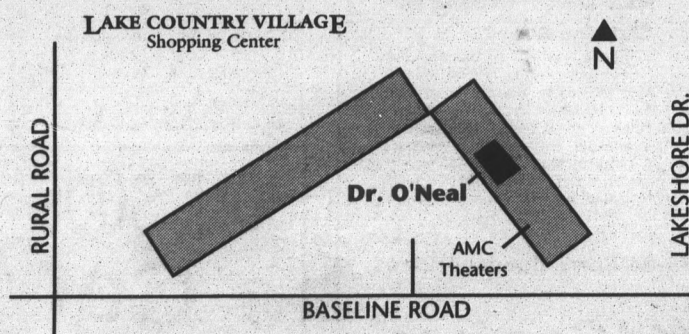 LAKE COUNTRY VILLAGE
Shopping Center
N
RURAL ROAD
LAKESHORE DR.
Dr. O'Neal
AMC
Theaters
BASELINE ROAD